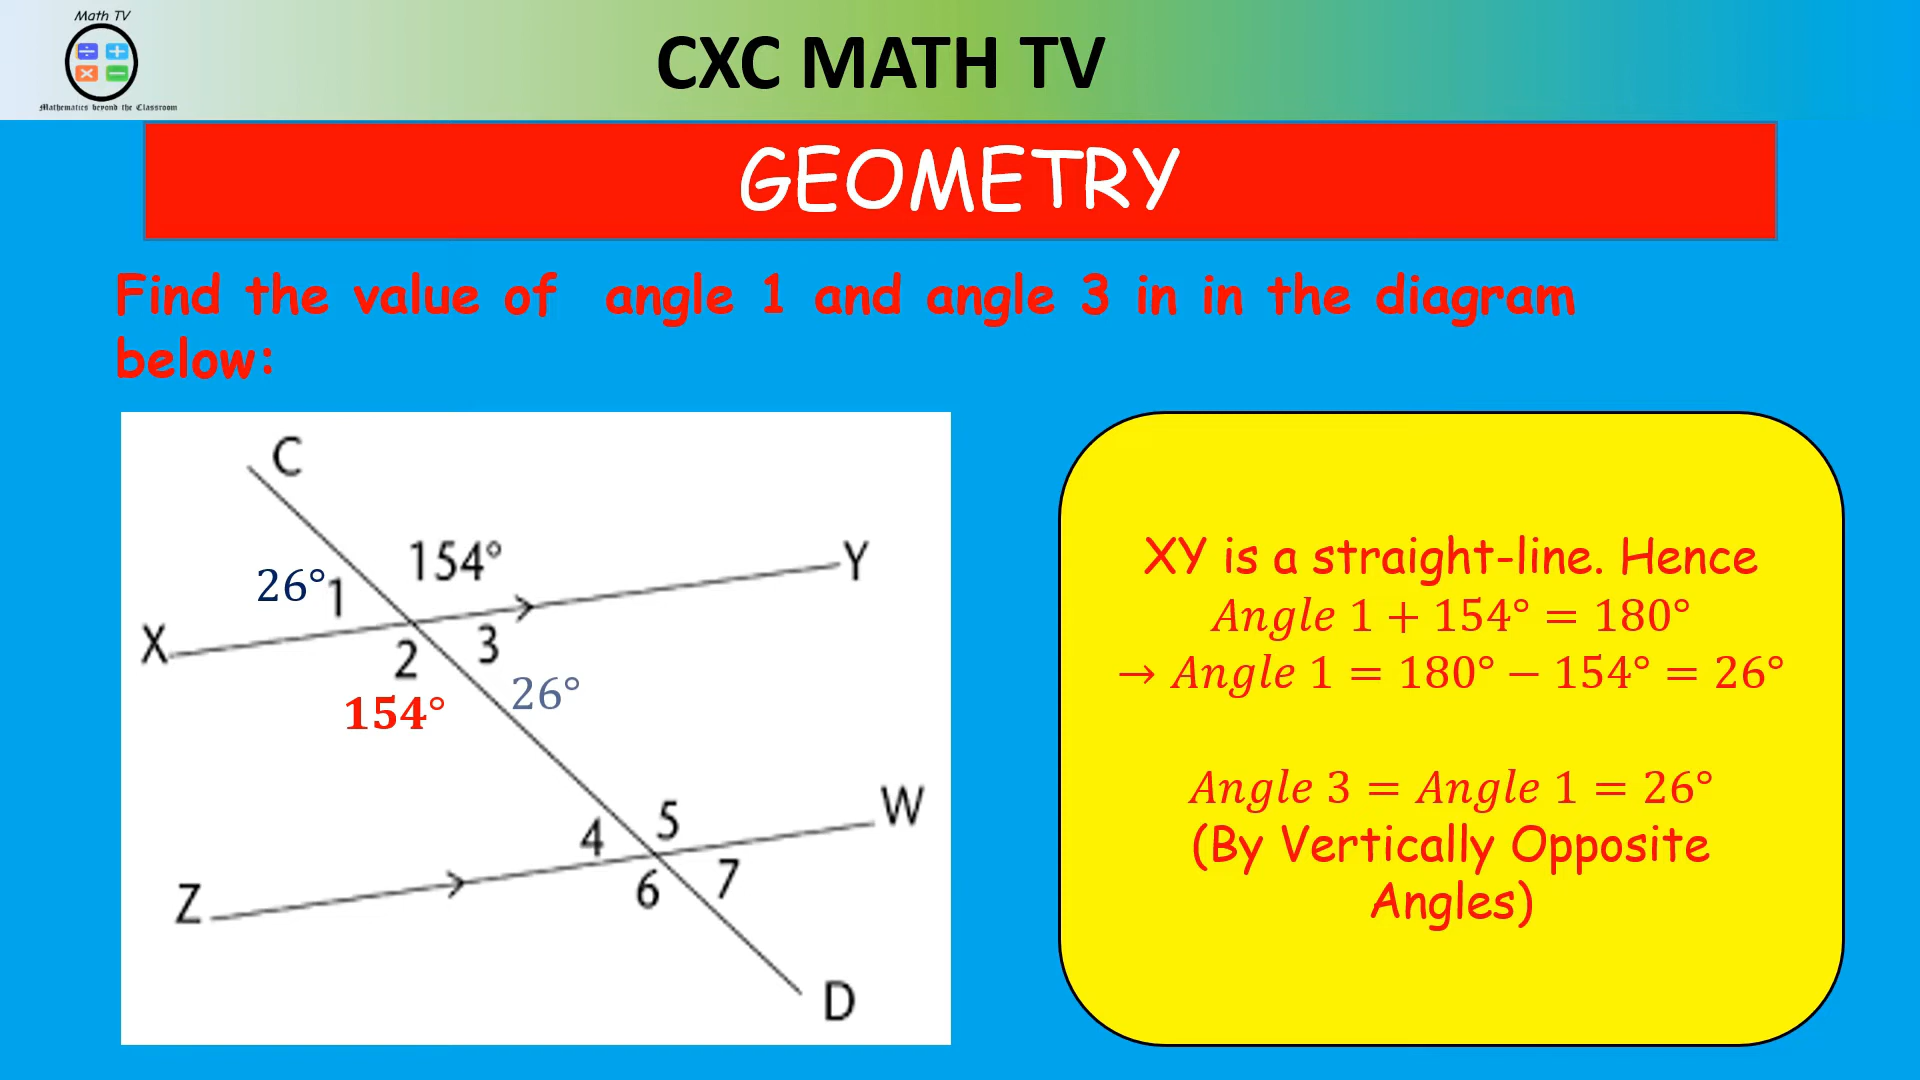 Math TV
Mathematics beyond the Classroom
CXC MATH TV
GEOMETRY
Find the value of angle 1 and angle 3 in in the diagram
below:
C
154°
Y
26°
1
X
2
3
154°
26°
4
5
W
Z
6
7
D
XY is a straight-line. Hence
Angle 1 + 154° = 180°
→ Angle 1 = 180° − 154° = 26°
Angle 3 = Angle 1 = 26°
(By Vertically Opposite
Angles)